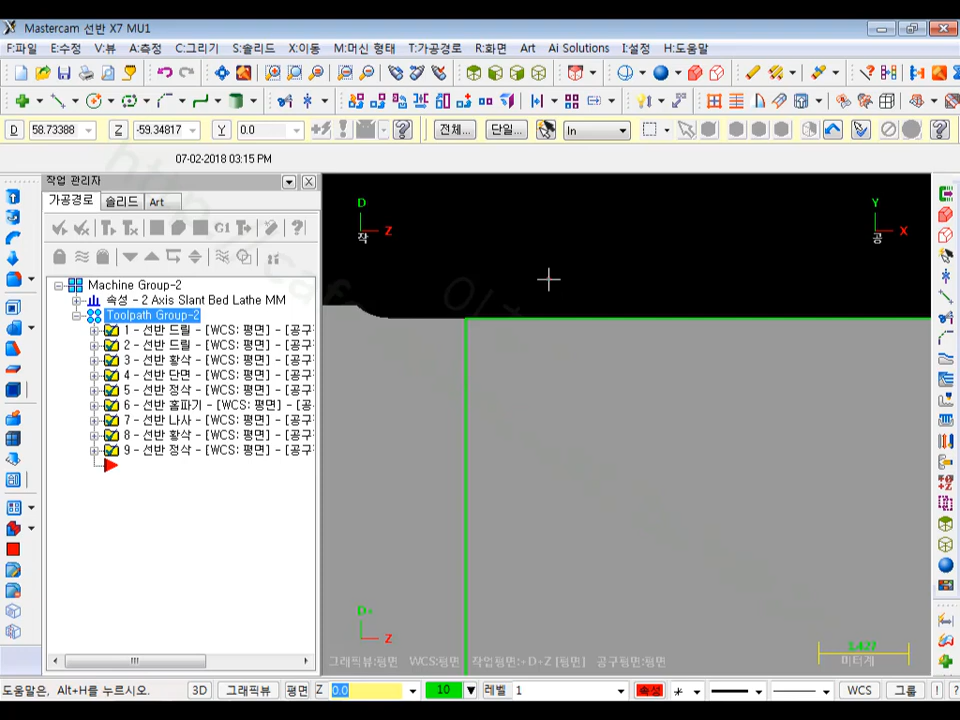 Mastercam 선반 X7 MU1
F:파일 E:수정 V:뷰 A:측정 C:그리기 S:솔리드 X:이동 M:머신 형태 T:가공경로 R:화면 Art Ai Solutions I:설정 H:도움말
D 58.73388 Z -59.34817 Y 0.0 전체... 단일... In
07-02-2018 03:15 PM
작업 관리자
가공경로 솔리드 Art
G1
Machine Group-2
속성 - 2 Axis Slant Bed Lathe MM
Toolpath Group-2
1 - 선반 드릴 - [WCS: 평면] - [공구
2 - 선반 드릴 - [WCS: 평면] - [공구
3 - 선반 황삭 - [WCS: 평면] - [공구
4 - 선반 단면 - [WCS: 평면] - [공구
5 - 선반 정삭 - [WCS: 평면] - [공구
6 - 선반 홈파기 - [WCS: 평면] - [공
7 - 선반 나사 - [WCS: 평면] - [공구
8 - 선반 황삭 - [WCS: 평면] - [공구
9 - 선반 정삭 - [WCS: 평면] - [공구
D Z 작
Y X 공
D+ Z
그래픽뷰:평면 WCS:평면 작업평면:+D+Z [평면] 공구평면:평면
1.427
미터계
도움말은, Alt+H를 누르시오. 3D 그래픽뷰 평면 Z 0.0 10 레벨 1 속성 WCS 그룹 ! ?